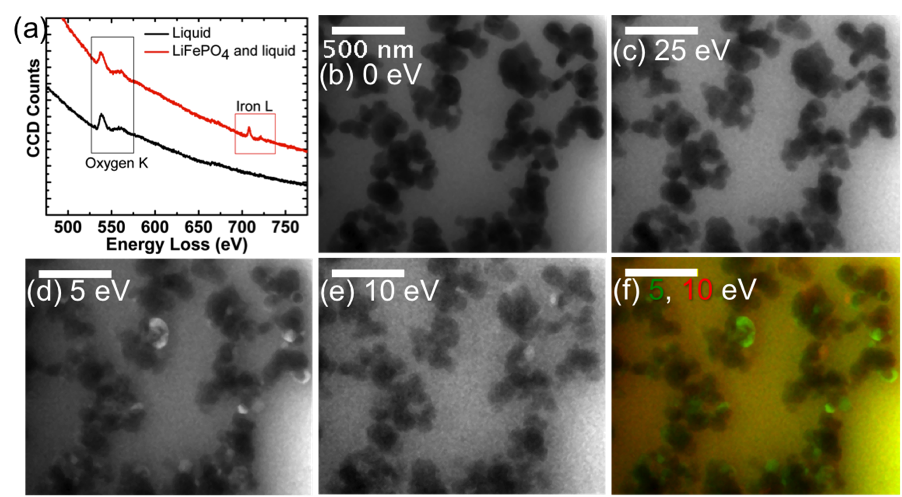 (a)
Liquid
LiFePO4 and liquid
Iron L
Oxygen K
CCD Counts
500 550 600 650 700 750
Energy Loss (eV)
500 nm
(b) 0 eV
(c) 25 eV
(d) 5 eV
(e) 10 eV
(f) 5, 10 eV